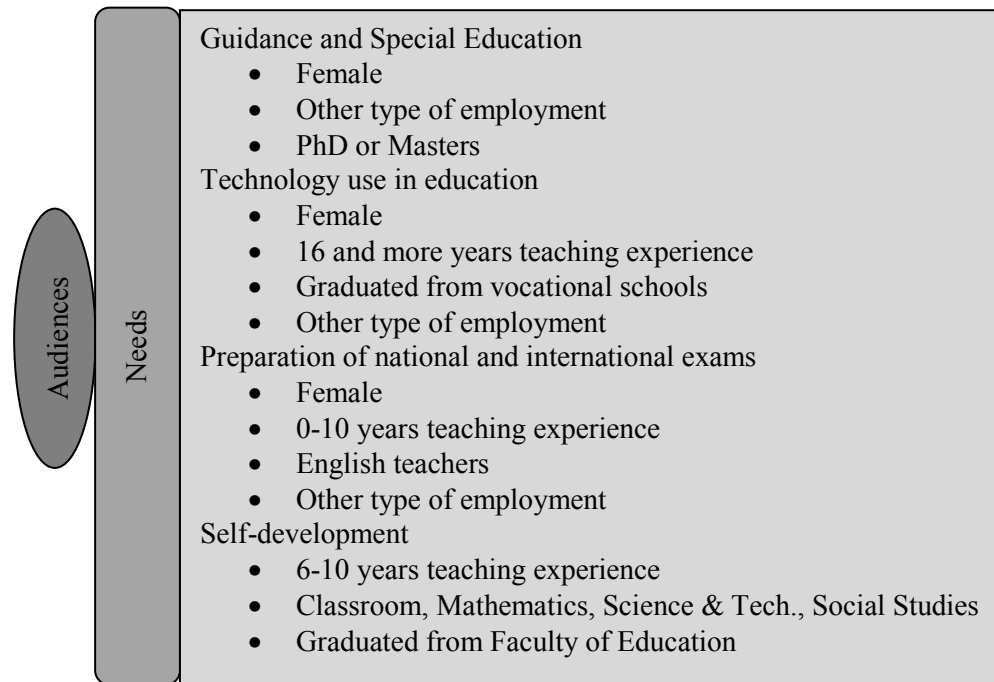 Audiences
Needs
Guidance and Special Education
• Female
• Other type of employment
• PhD or Masters
Technology use in education
• Female
• 16 and more years teaching experience
• Graduated from vocational schools
• Other type of employment
Preparation of national and international exams
• Female
• 0-10 years teaching experience
• English teachers
• Other type of employment
Self-development
• 6-10 years teaching experience
• Classroom, Mathematics, Science & Tech., Social Studies
• Graduated from Faculty of Education